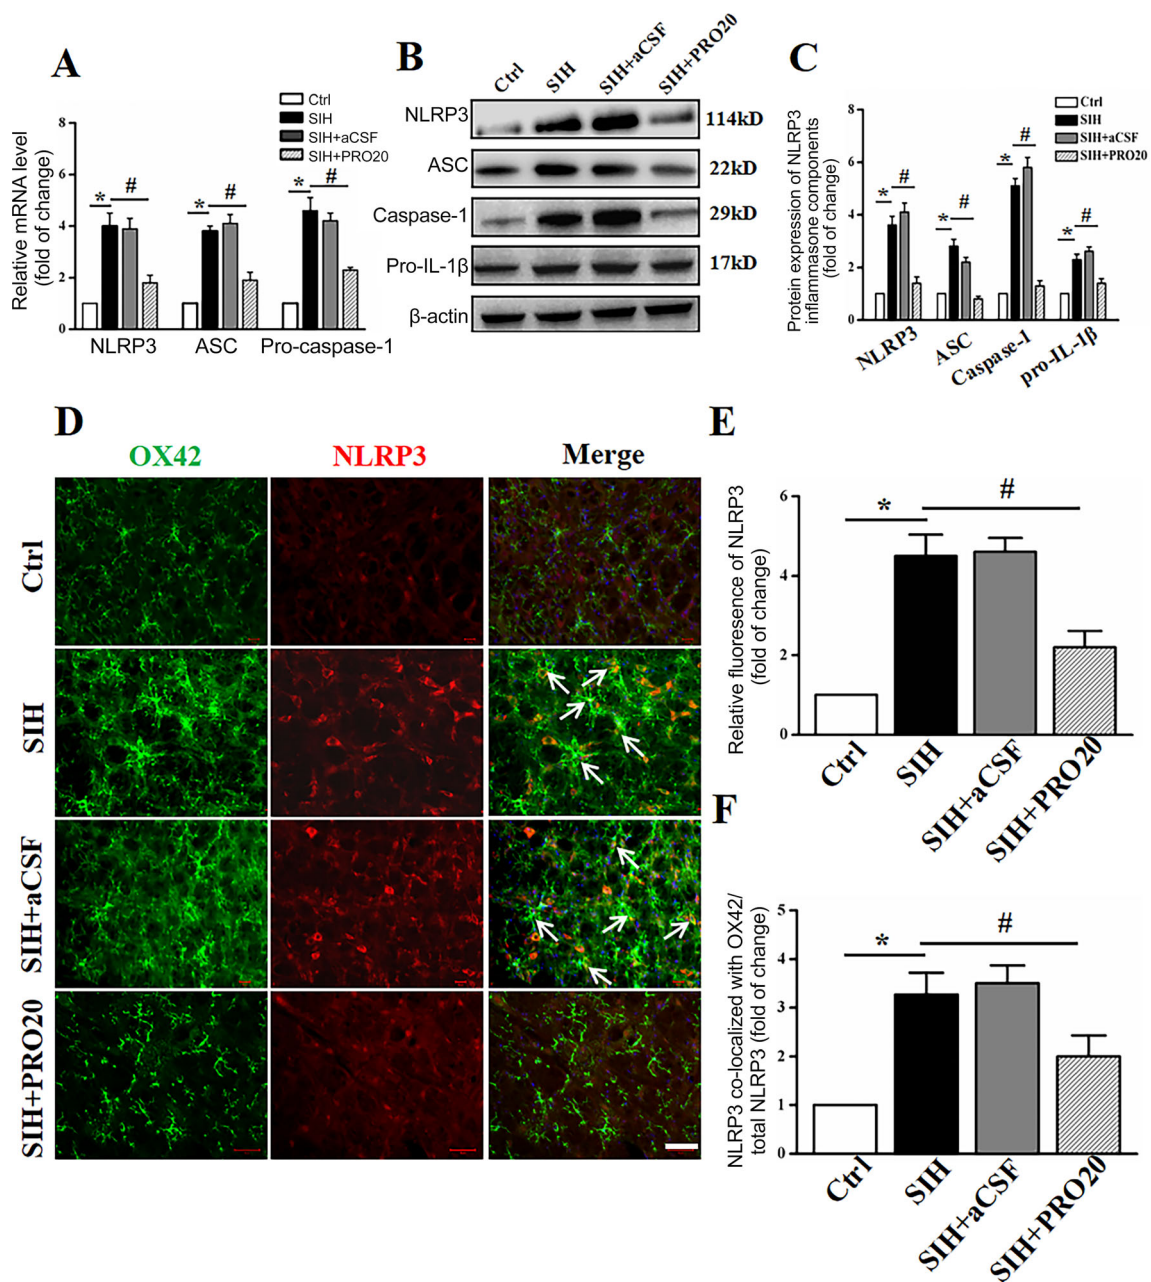 A
Relative mRNA level
(fold of change)
8
6
4
2
0
Ctrl
SIH
SIH+aCSF
SIH+PRO20
* #
* #
* #
NLRP3 ASC Pro-caspase-1
B
Ctrl SIH SIH+aCSF SIH+PRO20
NLRP3 114kD
ASC 22kD
Caspase-1 29kD
Pro-IL-1β 17kD
β-actin
C
Protein expression of NLRP3
inflammasone components
(fold of change)
8
6
4
2
0
Ctrl
SIH
SIH+aCSF
SIH+PRO20
* #
* #
* #
* #
NLRP3 ASC Caspase-1 pro-IL-1β
D
OX42 NLRP3 Merge
Ctrl
SIH
SIH+aCSF
SIH+PRO20
E
Relative fluoresence of NLRP3
(fold of change)
6
4
2
0
* #
Ctrl SIH SIH+aCSF SIH+PRO20
F
NLRP3 co-localized with OX42/
total NLRP3 (fold of change)
5
4
3
2
1
0
* #
Ctrl SIH SIH+aCSF SIH+PRO20